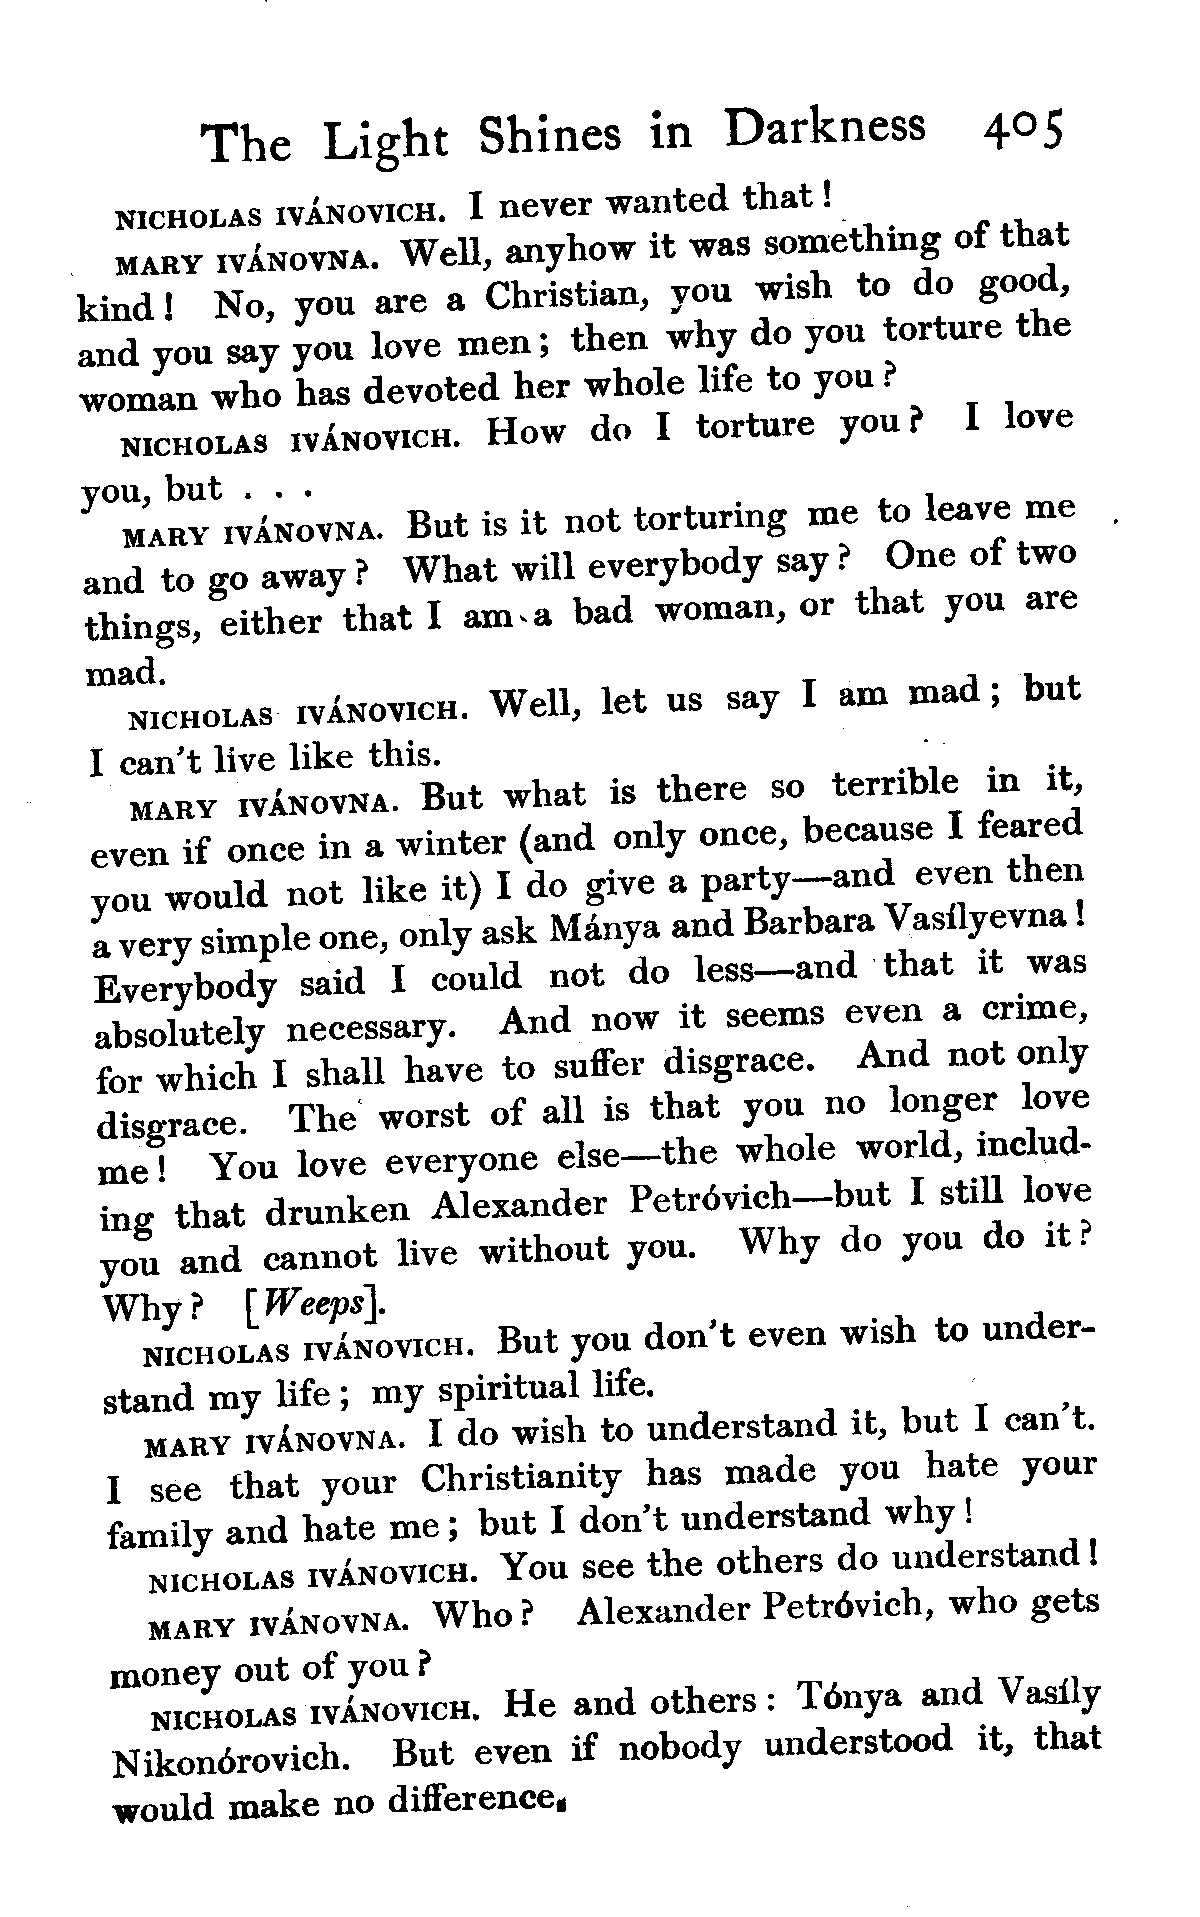 The Light Shines in Darkness 405
NICHOLAS IVÁNOVICH. I never wanted that!
MARY IVÁNOVNA. Well, anyhow it was something of that
kind! No, you are a Christian, you wish to do good,
and you say you love men; then why do you torture the
woman who has devoted her whole life to you?
NICHOLAS IVÁNOVICH. How do I torture you? I love
you, but . . .
MARY IVÁNOVNA. But is it not torturing me to leave me
and to go away? What will everybody say? One of two
things, either that I am a bad woman, or that you are
mad.
NICHOLAS IVÁNOVICH. Well, let us say I am mad; but
I can't live like this.
MARY IVÁNOVNA. But what is there so terrible in it,
even if once in a winter (and only once, because I feared
you would not like it) I do give a party—and even then
a very simple one, only ask Mánya and Barbara Vasílyevna!
Everybody said I could not do less—and that it was
absolutely necessary. And now it seems even a crime,
for which I shall have to suffer disgrace. And not only
disgrace. The worst of all is that you no longer love
me! You love everyone else—the whole world, includ-
ing that drunken Alexander Petróvich—but I still love
you and cannot live without you. Why do you do it?
Why? [Weeps].
NICHOLAS IVÁNOVICH. But you don't even wish to under-
stand my life; my spiritual life.
MARY IVÁNOVNA. I do wish to understand it, but I can't.
I see that your Christianity has made you hate your
family and hate me; but I don't understand why!
NICHOLAS IVÁNOVICH. You see the others do understand!
MARY IVÁNOVNA. Who? Alexander Petróvich, who gets
money out of you?
NICHOLAS IVÁNOVICH. He and others: Tónya and Vasíly
Nikonórovich. But even if nobody understood it, that
would make no difference.